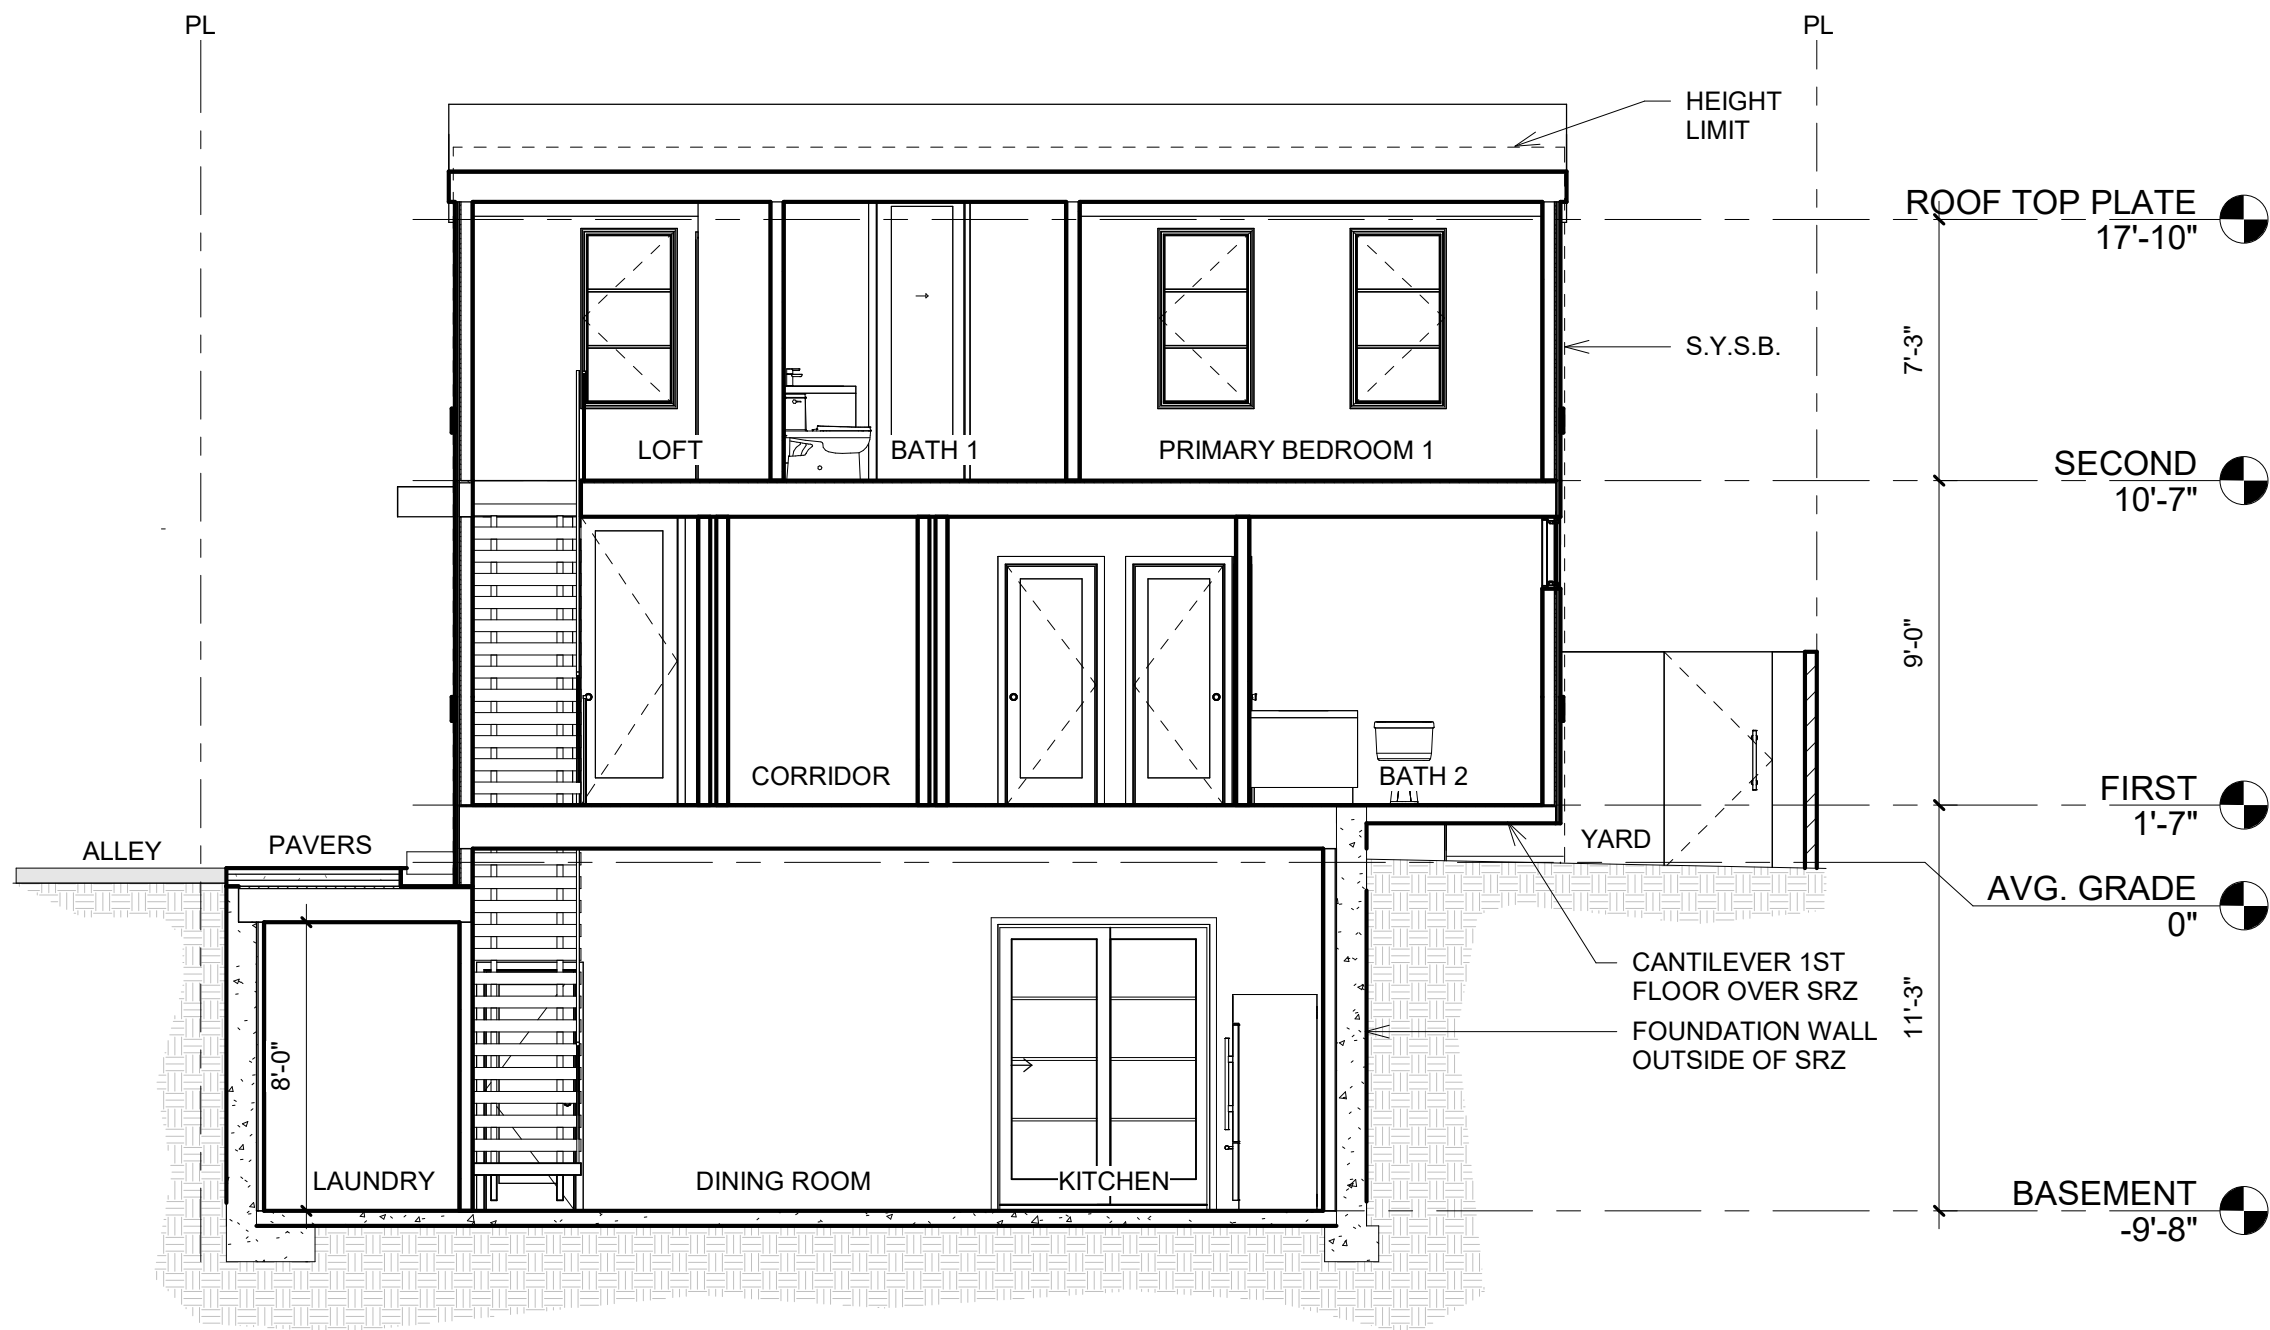 PL
PL
HEIGHT
LIMIT
ROOF TOP PLATE
17'-10"
S.Y.S.B.
7'-3"
LOFT
BATH 1
PRIMARY BEDROOM 1
SECOND
10'-7"
9'-0"
CORRIDOR
BATH 2
FIRST
1'-7"
ALLEY
PAVERS
YARD
AVG. GRADE
0"
CANTILEVER 1ST
FLOOR OVER SRZ
FOUNDATION WALL
OUTSIDE OF SRZ
11'-3"
8'-0"
LAUNDRY
DINING ROOM
KITCHEN
BASEMENT
-9'-8"